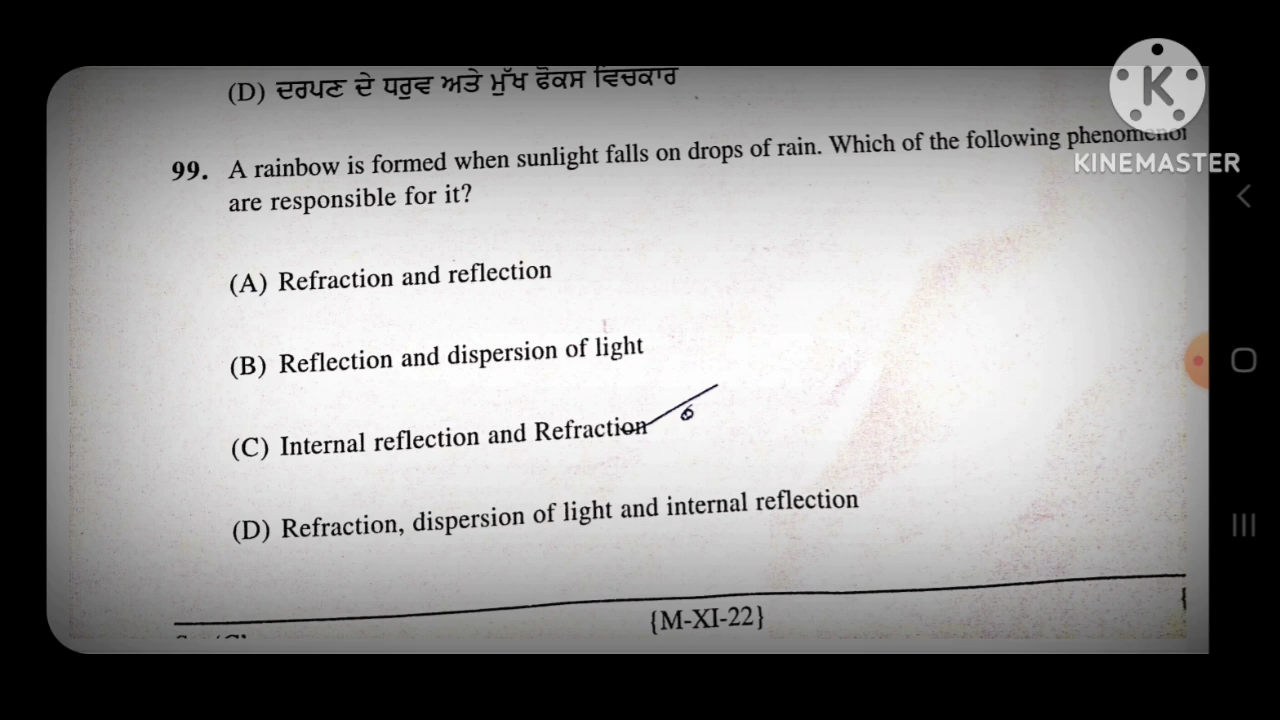 (D) ਦਰਪਣ ਦੇ ਧਰੁਵ ਅਤੇ ਮੁੱਖ ਫੋਕਸ ਵਿਚਕਾਰ
K
KINEMASTER
99. A rainbow is formed when sunlight falls on drops of rain. Which of the following
are responsible for it?
(A) Refraction and reflection
(B) Reflection and dispersion of light
(C) Internal reflection and Refraction
(D) Refraction, dispersion of light and internal reflection
{M-XI-22}